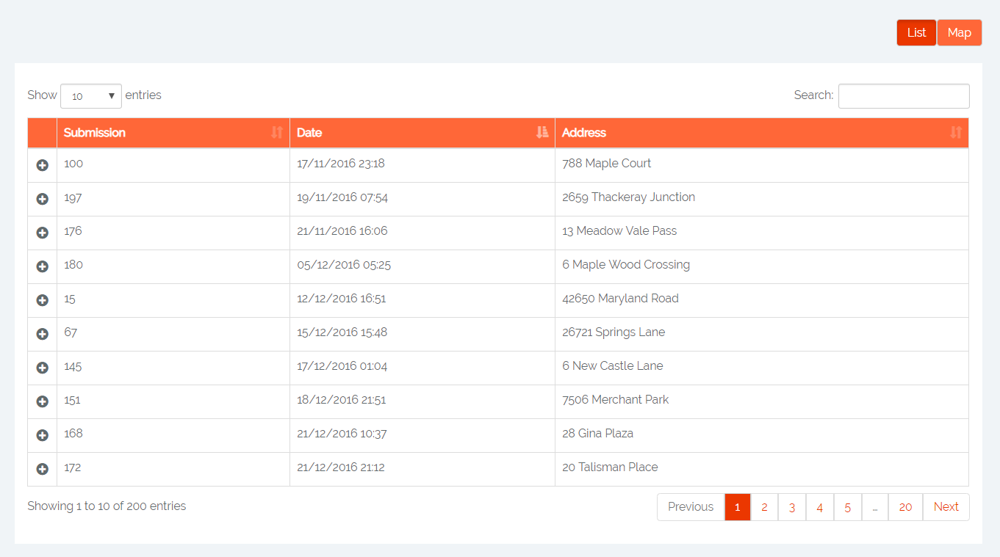 List Map
Show 10 entries Search:
Submission Date Address
100 17/11/2016 23:18 788 Maple Court
197 19/11/2016 07:54 2659 Thackeray Junction
176 21/11/2016 16:06 13 Meadow Vale Pass
180 05/12/2016 05:25 6 Maple Wood Crossing
15 12/12/2016 16:51 42650 Maryland Road
67 15/12/2016 15:48 26721 Springs Lane
145 17/12/2016 01:04 6 New Castle Lane
151 18/12/2016 21:51 7506 Merchant Park
168 21/12/2016 10:37 28 Gina Plaza
172 21/12/2016 21:12 20 Talisman Place
Showing 1 to 10 of 200 entries Previous 1 2 3 4 5 … 20 Next